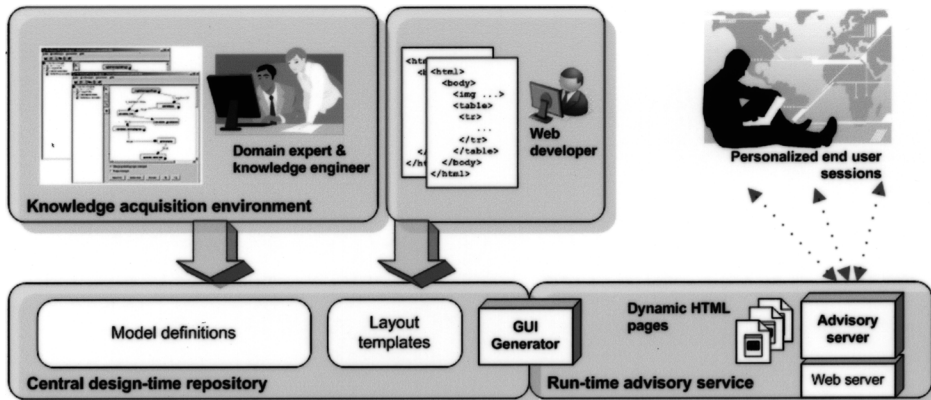 Domain expert &
knowledge engineer
Knowledge acquisition environment
<htm
<b
</
</h
<html>
<body>
<img ...>
<table>
<tr>
...
</tr>
</table>
</body>
</html>
Web
developer
Personalized end user
sessions
Model definitions
Layout
templates
GUI
Generator
Central design-time repository
Dynamic HTML
pages
Advisory
server
Web server
Run-time advisory service